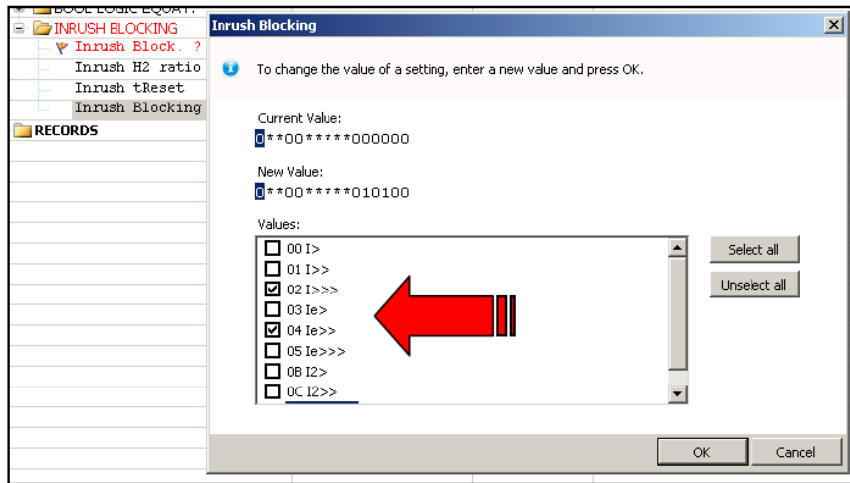 BOOL LOGIC EQUAT.
INRUSH BLOCKING
Inrush Block. ?
Inrush H2 ratio
Inrush tReset
Inrush Blocking
RECORDS
Inrush Blocking
To change the value of a setting, enter a new value and press OK.
Current Value:
0**00*****000000
New Value:
0**00*****010100
Values:
00 I>
01 I>>
02 I>>>
03 Ie>
04 Ie>>
05 Ie>>>
0B I2>
0C I2>>
Select all
Unselect all
OK
Cancel